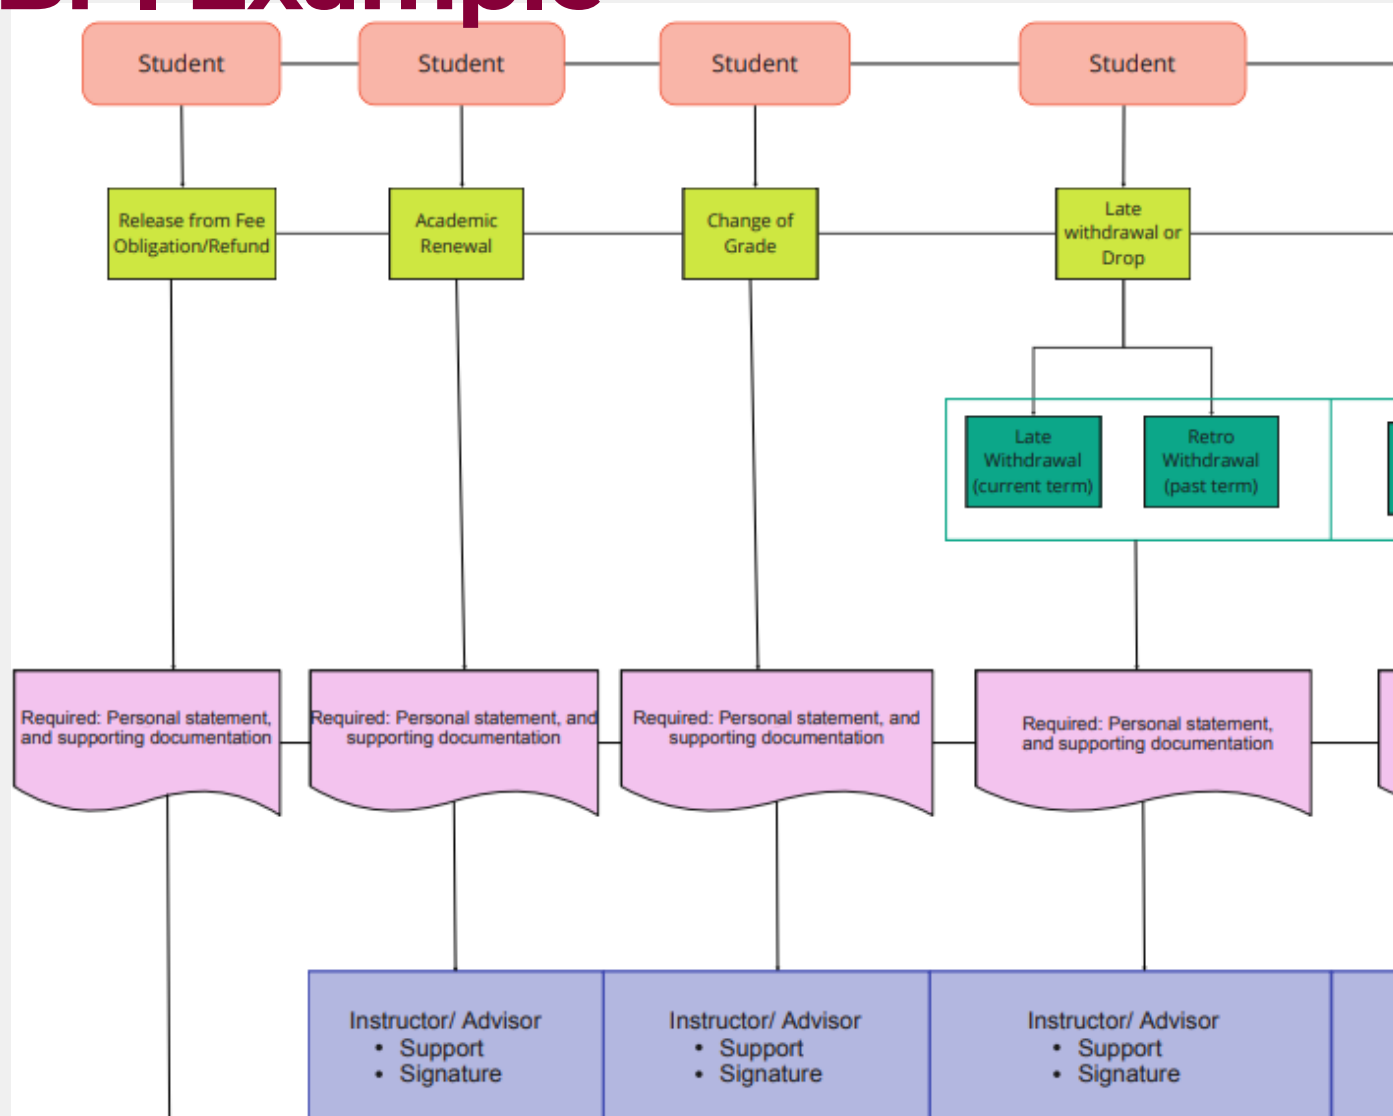 Example
Student
Student
Student
Student
Release from Fee
Obligation/Refund
Academic
Renewal
Change of
Grade
Late
withdrawal or
Drop
Late
Withdrawal
(current term)
Retro
Withdrawal
(past term)
Required: Personal statement,
and supporting documentation
Required: Personal statement, and
supporting documentation
Required: Personal statement, and
supporting documentation
Required: Personal statement,
and supporting documentation
Instructor/ Advisor
• Support
• Signature
Instructor/ Advisor
• Support
• Signature
Instructor/ Advisor
• Support
• Signature